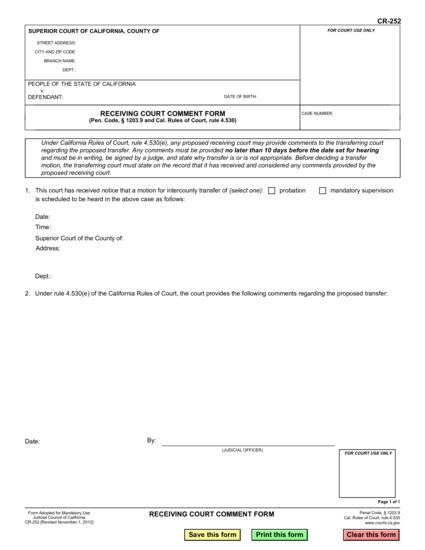 CR-252
SUPERIOR COURT OF CALIFORNIA, COUNTY OF
FOR COURT USE ONLY
STREET ADDRESS:
CITY AND ZIP CODE:
BRANCH NAME:
DEPT.:
PEOPLE OF THE STATE OF CALIFORNIA
v.
DEFENDANT:
DATE OF BIRTH:
RECEIVING COURT COMMENT FORM
(Pen. Code, § 1203.9 and Cal. Rules of Court, rule 4.530)
CASE NUMBER:
Under California Rules of Court, rule 4.530(e), any proposed receiving court may provide comments to the transferring court
regarding the proposed transfer. Any comments must be provided no later than 10 days before the date set for hearing
and must be in writing, be signed by a judge, and state why transfer is or is not appropriate. Before deciding a transfer
motion, the transferring court must state on the record that it has received and considered any comments provided by the
proposed receiving court.
1. This court has received notice that a motion for intercounty transfer of (select one): probation mandatory supervision
is scheduled to be heard in the above case as follows:
Date:
Time:
Superior Court of the County of:
Address:
Dept.:
2. Under rule 4.530(e) of the California Rules of Court, the court provides the following comments regarding the proposed transfer:
Date:
By:
(JUDICIAL OFFICER)
FOR COURT USE ONLY
Page 1 of 1
Form Adopted for Mandatory Use
Judicial Council of California
CR-252 [Revised November 1, 2012]
RECEIVING COURT COMMENT FORM
Penal Code, § 1203.9
Cal. Rules of Court, rule 4.530
www.courts.ca.gov
Save this form
Print this form
Clear this form